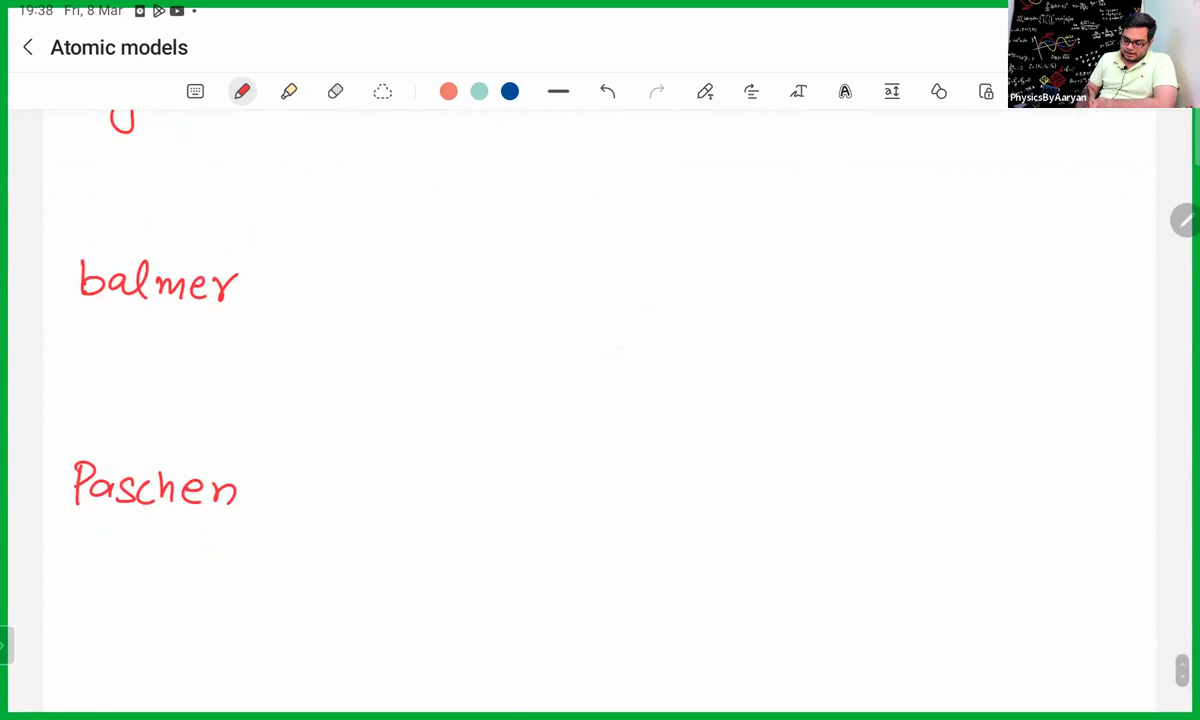 19:38 Fri, 8 Mar
Atomic models
PhysicsByAaryan
balmer
Paschen